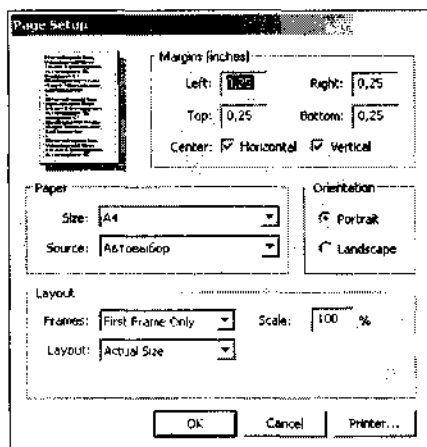 Page Setup
Margins (inches)
Left: Right: 0,25
Top: 0,25 Bottom: 0,25
Center: Horizontal Vertical
Paper
Size: A4
Source: Автовыбор
Orientation
Portrait
Landscape
Layout
Frames: First Frame Only Scale: 100 %
Layout: Actual Size
OK Cancel Printer...